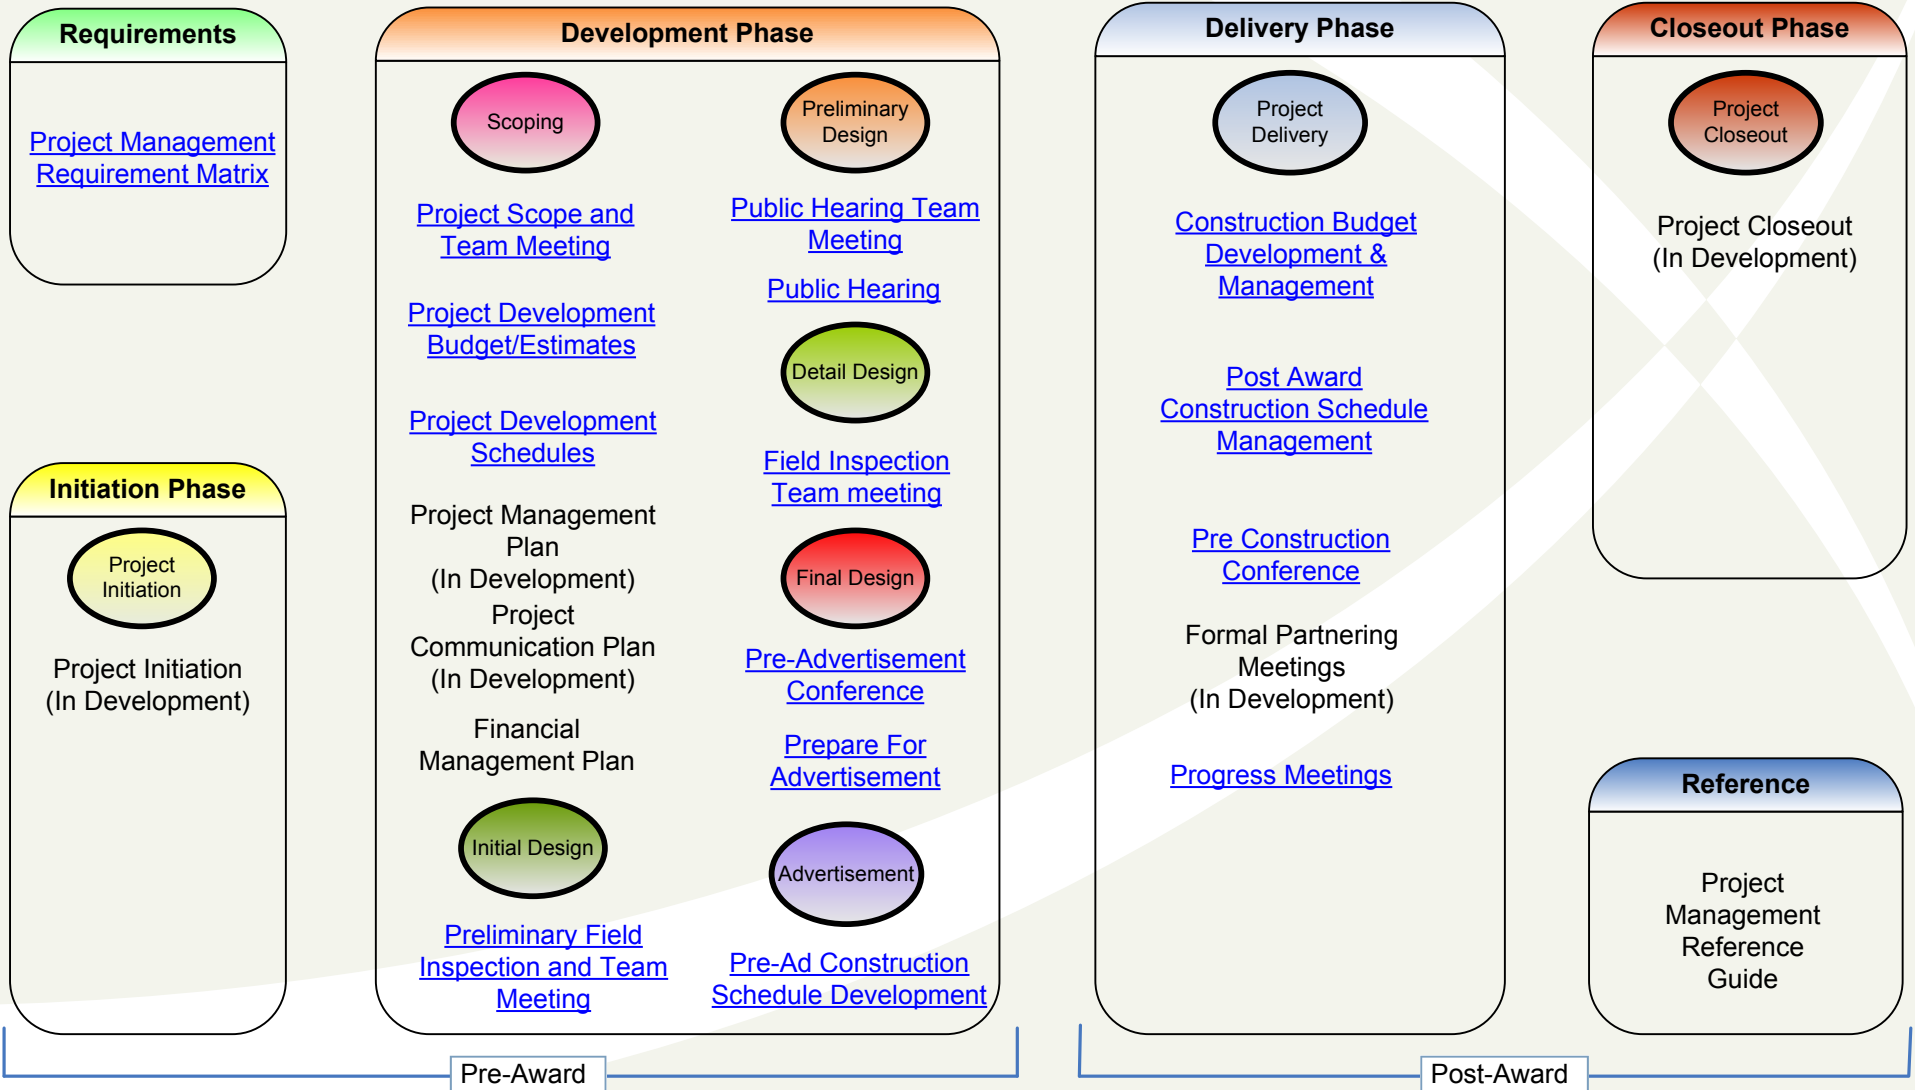 Requirements
Project Management
Requirement Matrix
Initiation Phase
Project
Initiation
Project Initiation
(In Development)
Development Phase
Scoping
Project Scope and
Team Meeting
Project Development
Budget/Estimates
Project Development
Schedules
Project Management
Plan
(In Development)
Project
Communication Plan
(In Development)
Financial
Management Plan
Initial Design
Preliminary Field
Inspection and Team
Meeting
Preliminary
Design
Public Hearing Team
Meeting
Public Hearing
Detail Design
Field Inspection
Team meeting
Final Design
Pre-Advertisement
Conference
Prepare For
Advertisement
Advertisement
Pre-Ad Construction
Schedule Development
Delivery Phase
Project
Delivery
Construction Budget
Development &
Management
Post Award
Construction Schedule
Management
Pre Construction
Conference
Formal Partnering
Meetings
(In Development)
Progress Meetings
Closeout Phase
Project
Closeout
Project Closeout
(In Development)
Reference
Project
Management
Reference
Guide
Pre-Award
Post-Award